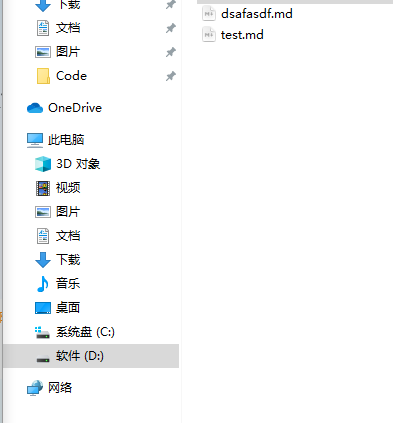 下载
文档
图片
Code
OneDrive
此电脑
3D 对象
视频
图片
文档
下载
音乐
桌面
系统盘 (C:)
软件 (D:)
网络
dsafasdf.md
test.md